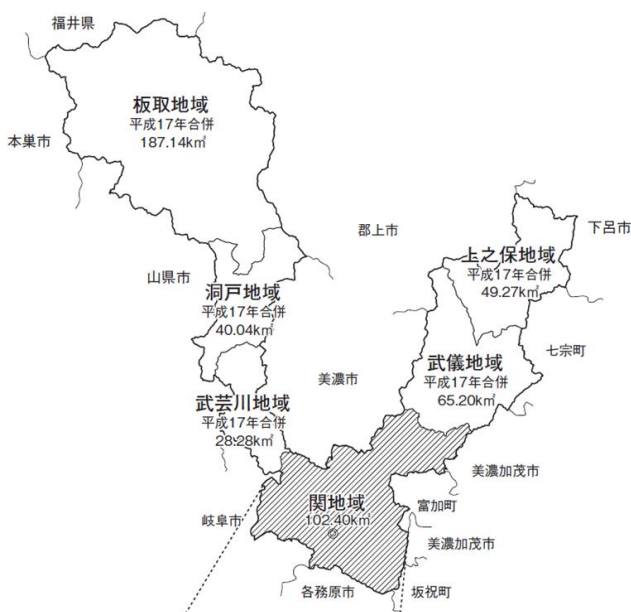 福井県
板取地域
平成17年合併
187.14k㎡
本巣市
郡上市
下呂市
上之保地域
平成17年合併
49.27k㎡
山県市
洞戸地域
平成17年合併
40.04k㎡
七宗町
武儀地域
平成17年合併
65.20k㎡
美濃市
武芸川地域
平成17年合併
28.28k㎡
美濃加茂市
関地域
102.40k㎡
富加町
岐阜市
美濃加茂市
各務原市
坂祝町